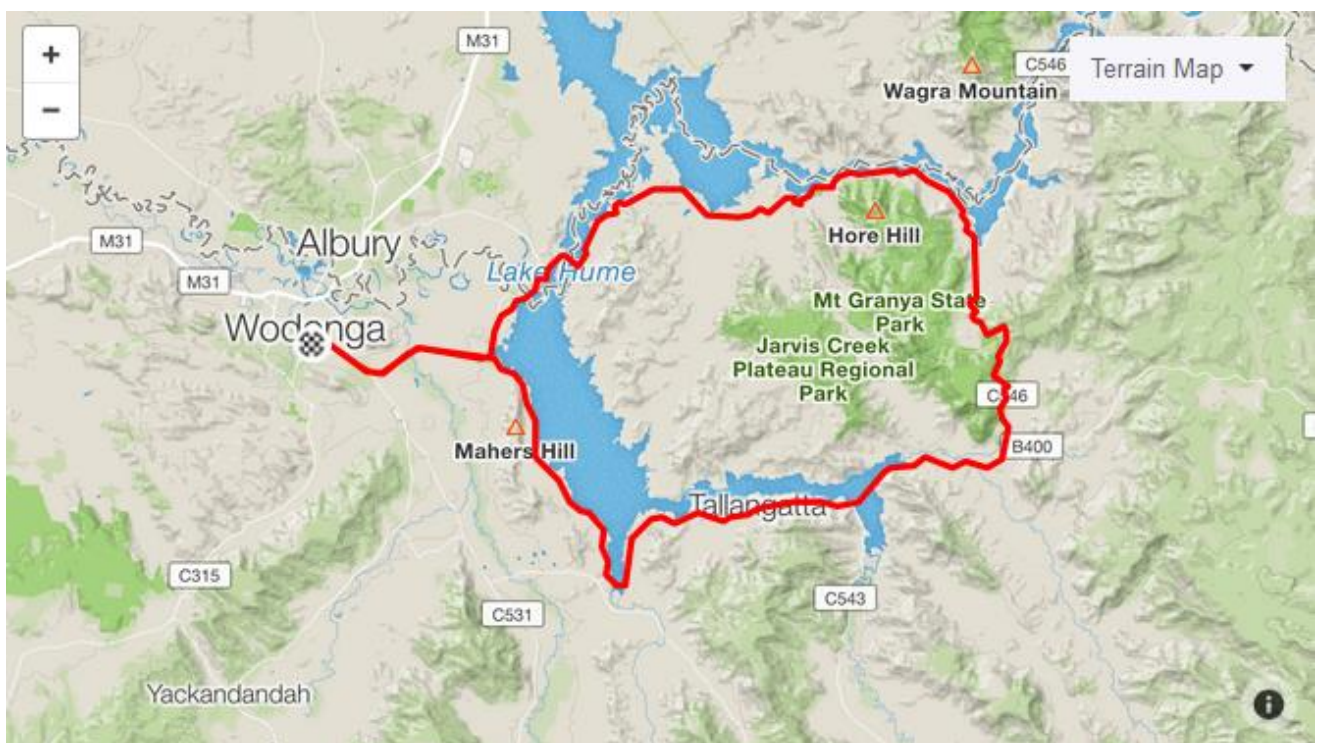 +
M31
C546
Terrain Map
−
Wagra Mountain
Hore Hill
M31
Albury
Lake Hume
M31
Mt Granya State
Park
Wodonga
Jarvis Creek
Plateau Regional
Park
C546
Mahers Hill
B400
Tallangatta
C315
C531
C543
Yackandandah
i